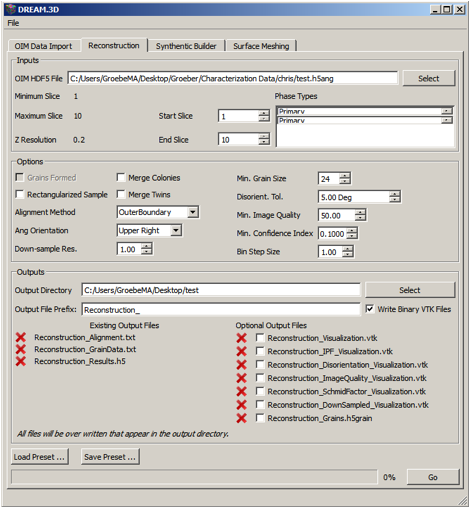 DREAM.3D
File
OIM Data Import Reconstruction Synthentic Builder Surface Meshing
Inputs
OIM HDF5 File C:/Users/GroebeMA/Desktop/Groeber/Characterization Data/chris/test.h5ang Select
Minimum Slice 1 Phase Types
Maximum Slice 10 Start Slice 1 Primary
Primary
Z Resolution 0.2 End Slice 10
Options
Grains Formed Merge Colonies Min. Grain Size 24
Rectangularized Sample Merge Twins Disorient. Tol. 5.00 Deg
Alignment Method OuterBoundary Min. Image Quality 50.00
Ang Orientation Upper Right Min. Confidence Index 0.1000
Down-sample Res. 1.00 Bin Step Size 1.00
Outputs
Output Directory C:/Users/GroebeMA/Desktop/test Select
Output File Prefix: Reconstruction_ Write Binary VTK Files
Existing Output Files Optional Output Files
Reconstruction_Alignment.txt Reconstruction_Visualization.vtk
Reconstruction_GrainData.txt Reconstruction_IPF_Visualization.vtk
Reconstruction_Results.h5 Reconstruction_Disorientation_Visualization.vtk
Reconstruction_ImageQuality_Visualization.vtk
Reconstruction_SchmidFactor_Visualization.vtk
Reconstruction_DownSampled_Visualization.vtk
Reconstruction_Grains.h5grain
All files will be over written that appear in the output directory.
Load Preset ... Save Preset ...
0% Go